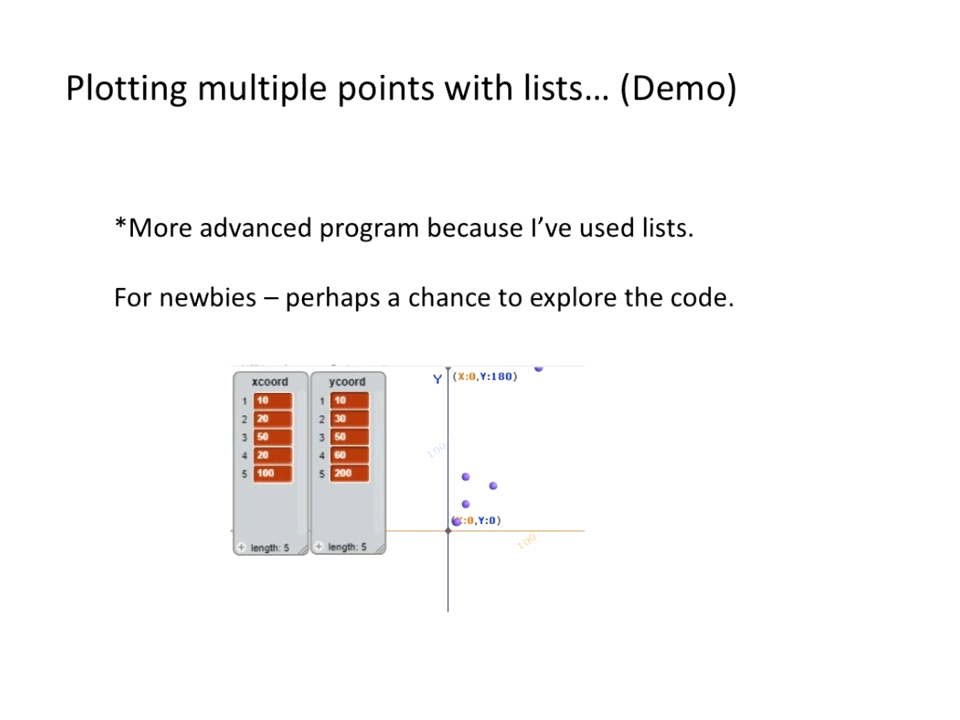 Plotting multiple points with lists… (Demo)
*More advanced program because I’ve used lists.
For newbies – perhaps a chance to explore the code.
xcoord
1 10
2 20
3 50
4 20
5 100
+ length: 5
ycoord
1 10
2 30
3 50
4 60
5 200
+ length: 5
Y (X:0,Y:180)
100
:0,Y:0)
100